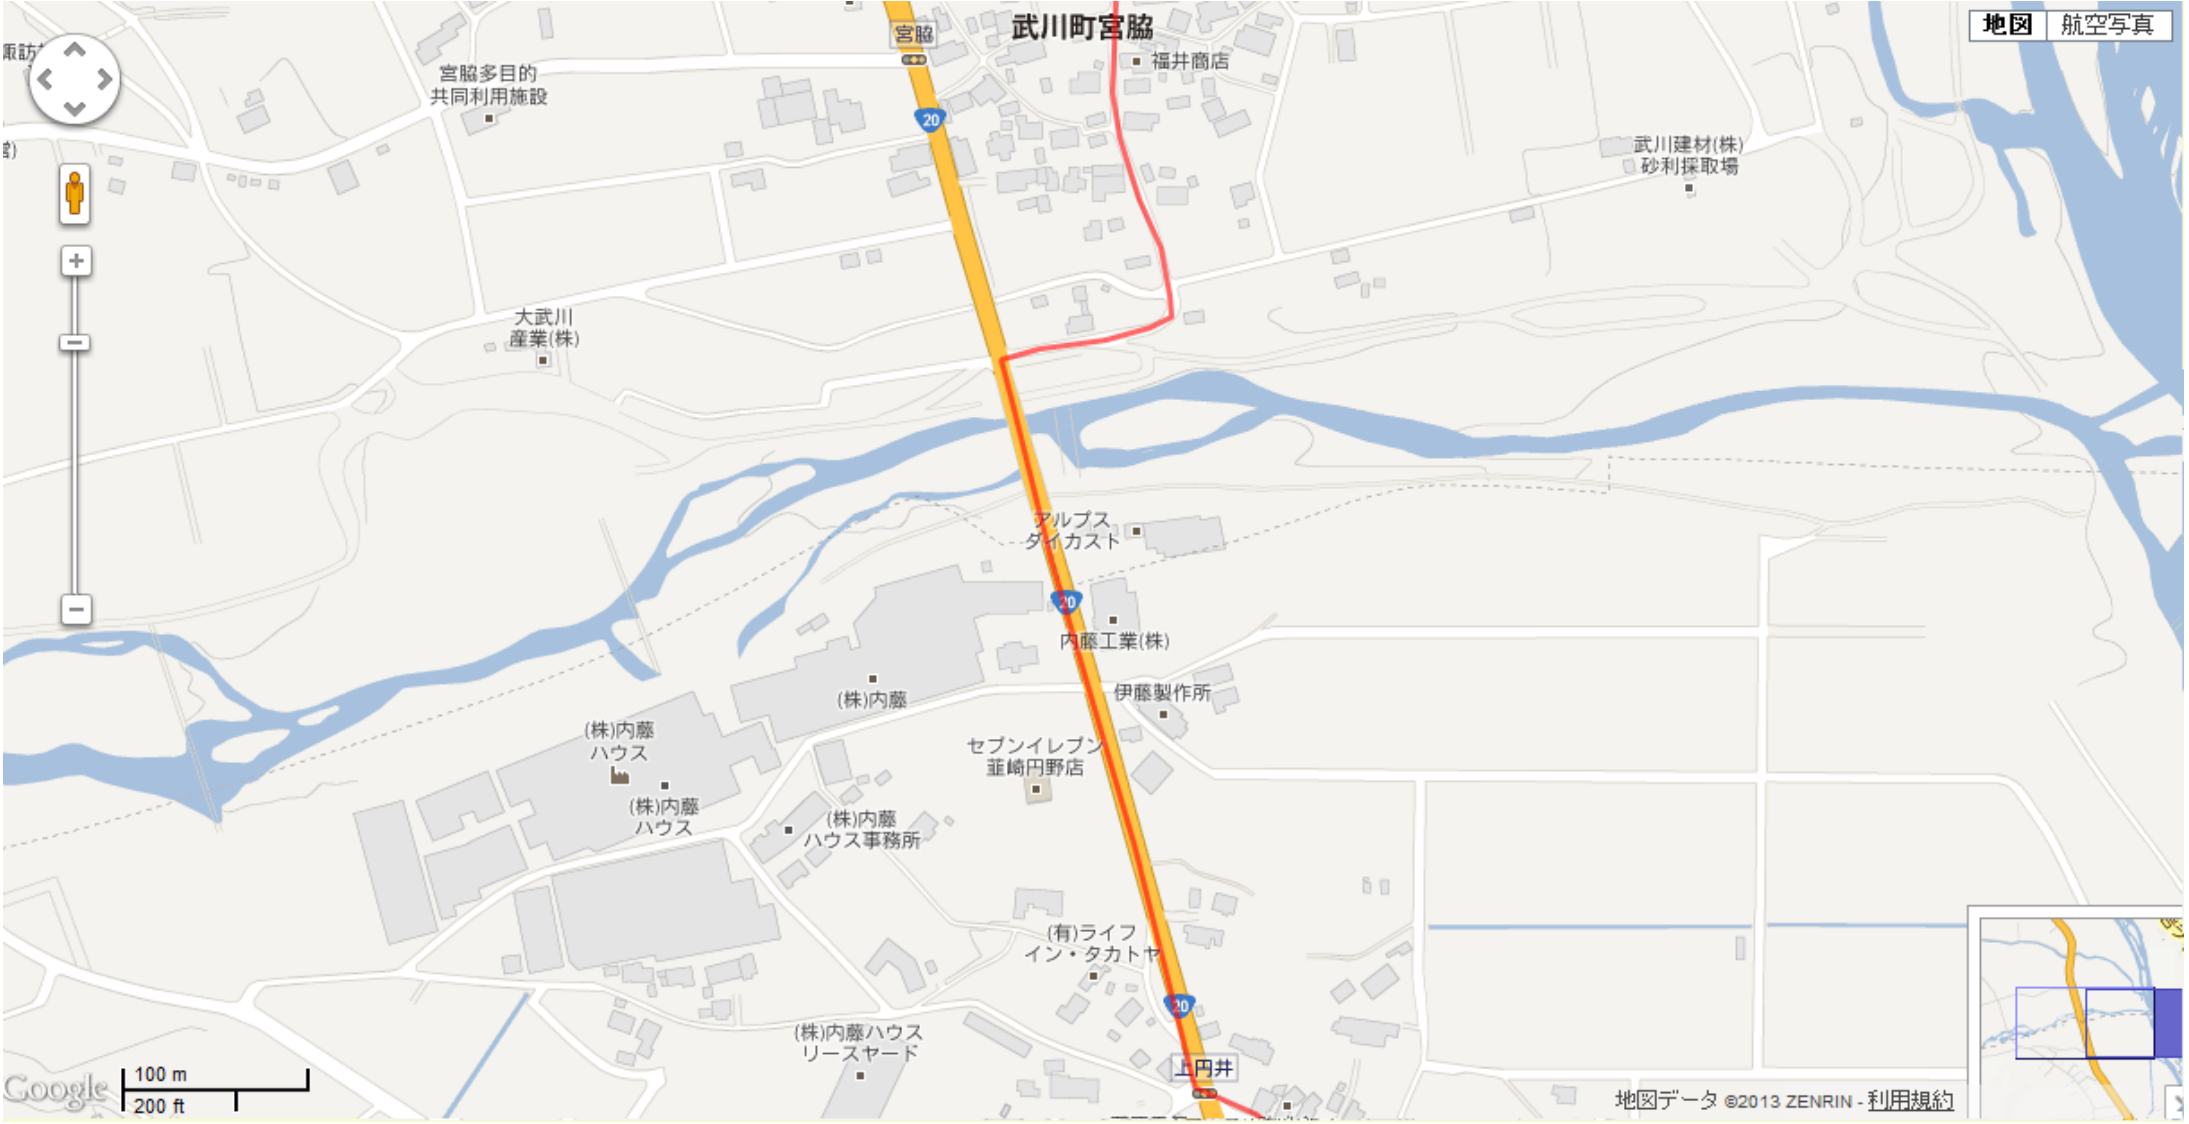 武川町宮脇
地図
航空写真
宮脇
福井商店
宮脇多目的
共同利用施設
20
武川建材(株)
砂利採取場
大武川
産業(株)
アルプス
ダイカスト
20
内藤工業(株)
伊藤製作所
(株)内藤
(株)内藤
ハウス
セブンイレブン
韮崎円野店
(株)内藤
ハウス
(株)内藤
ハウス事務所
(有)ライフ
イン・タカトヤ
20
(株)内藤ハウス
リースヤード
上円井
Google
100 m
200 ft
地図データ ©2013 ZENRIN - 利用規約